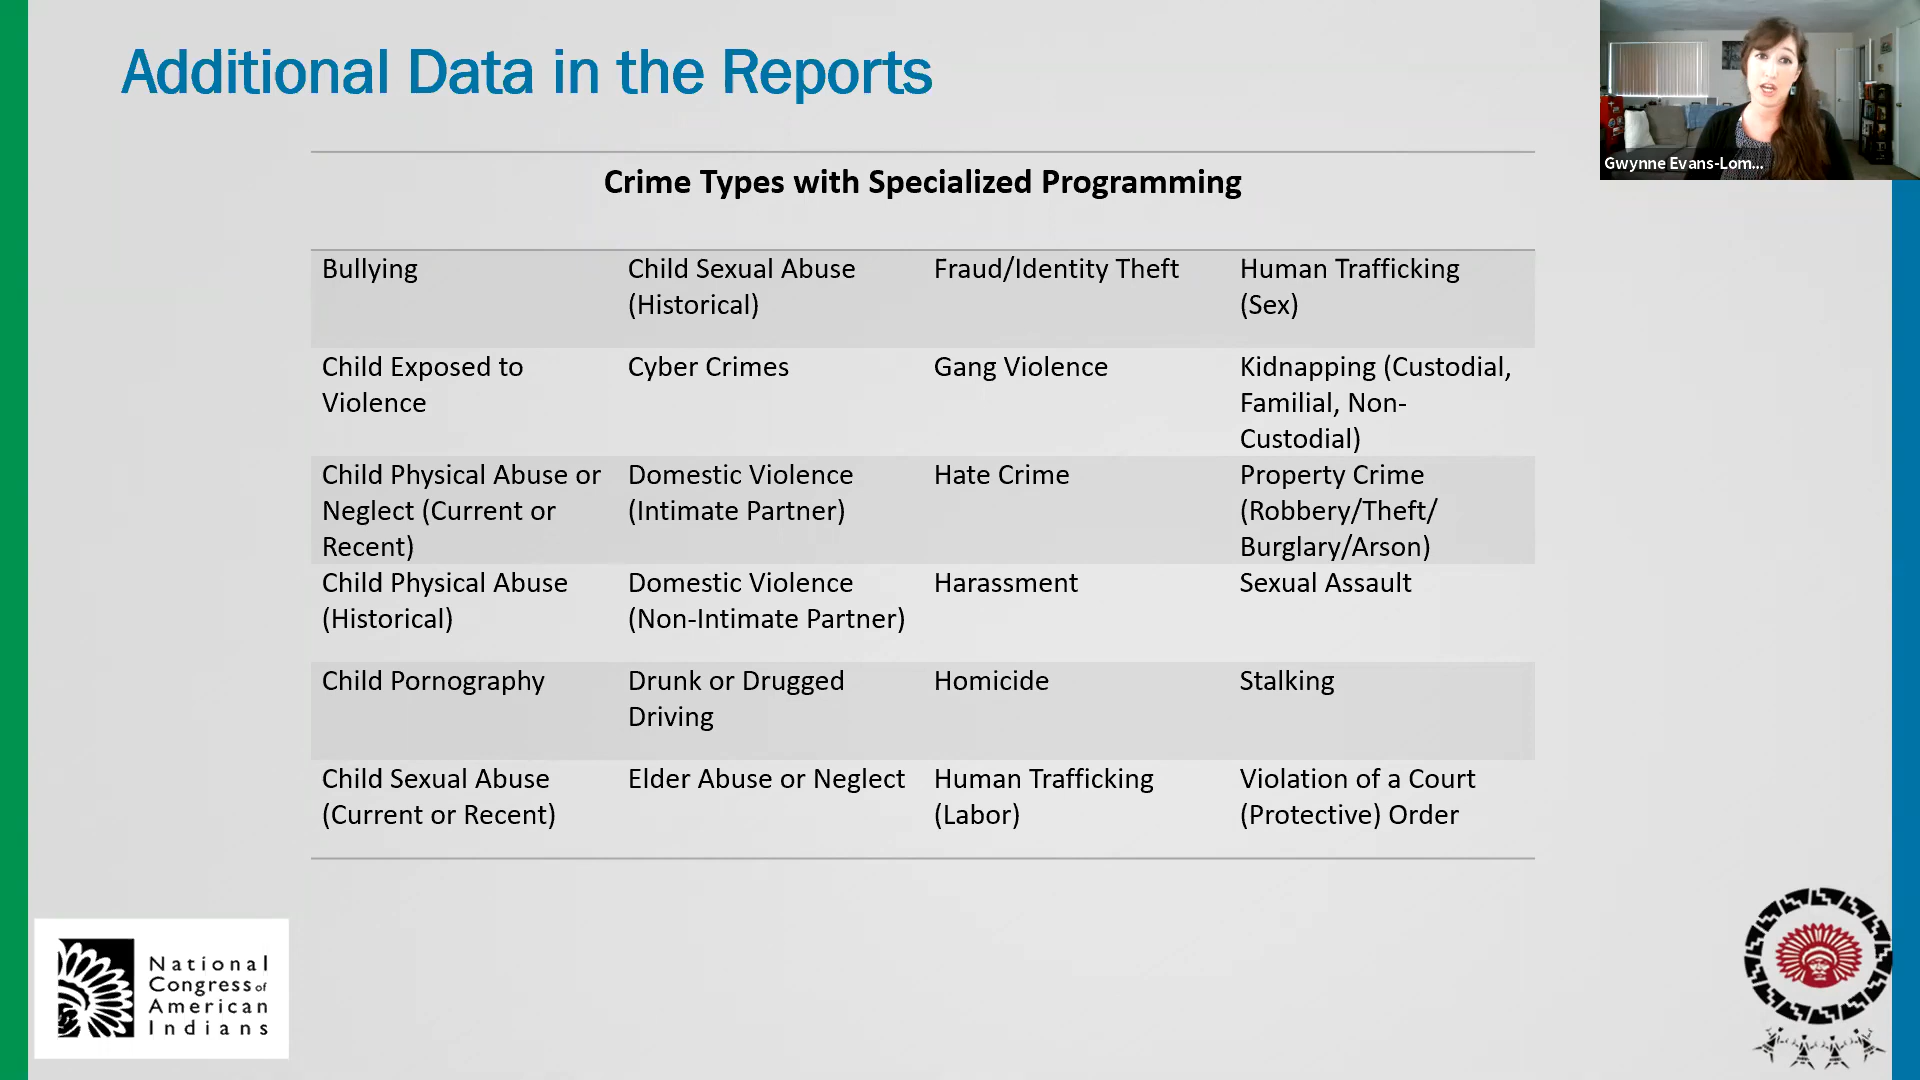 Additional Data in the Reports
Gwynne Evans-Lom...
Crime Types with Specialized Programming
Bullying
Child Sexual Abuse
(Historical)
Fraud/Identity Theft
Human Trafficking
(Sex)
Child Exposed to
Violence
Cyber Crimes
Gang Violence
Kidnapping (Custodial,
Familial, Non-
Custodial)
Child Physical Abuse or
Neglect (Current or
Recent)
Domestic Violence
(Intimate Partner)
Hate Crime
Property Crime
(Robbery/Theft/
Burglary/Arson)
Child Physical Abuse
(Historical)
Domestic Violence
(Non-Intimate Partner)
Harassment
Sexual Assault
Child Pornography
Drunk or Drugged
Driving
Homicide
Stalking
Child Sexual Abuse
(Current or Recent)
Elder Abuse or Neglect
Human Trafficking
(Labor)
Violation of a Court
(Protective) Order
National
Congress of
American
Indians